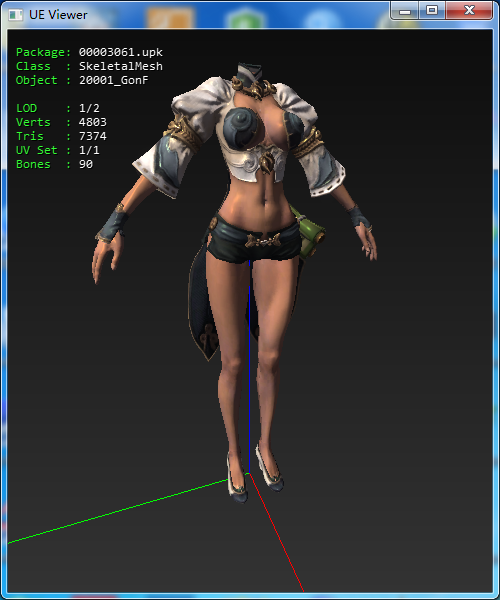 UE Viewer
Package: 00003061.upk
Class : SkeletalMesh
Object : 20001_GonF
LOD : 1/2
Verts : 4803
Tris : 7374
UV Set : 1/1
Bones : 90